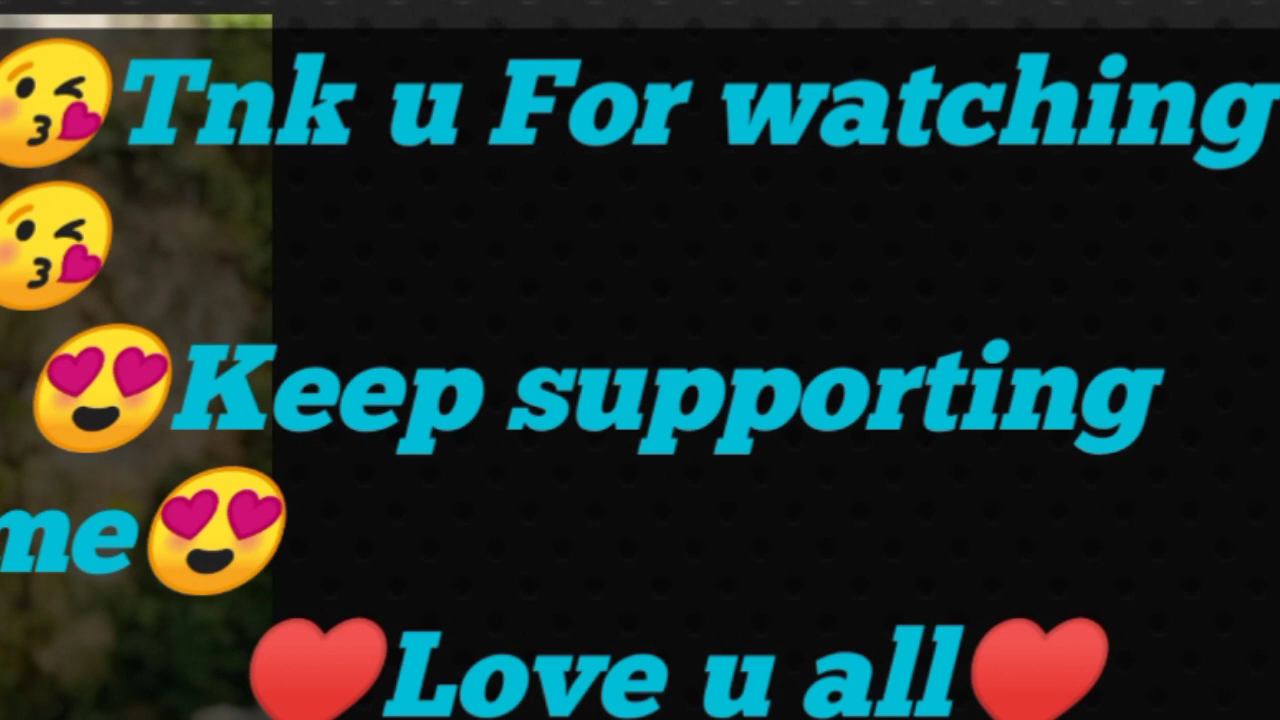 😘Tnk u For watching
😘
😍Keep supporting
me😍
❤️Love u all❤️